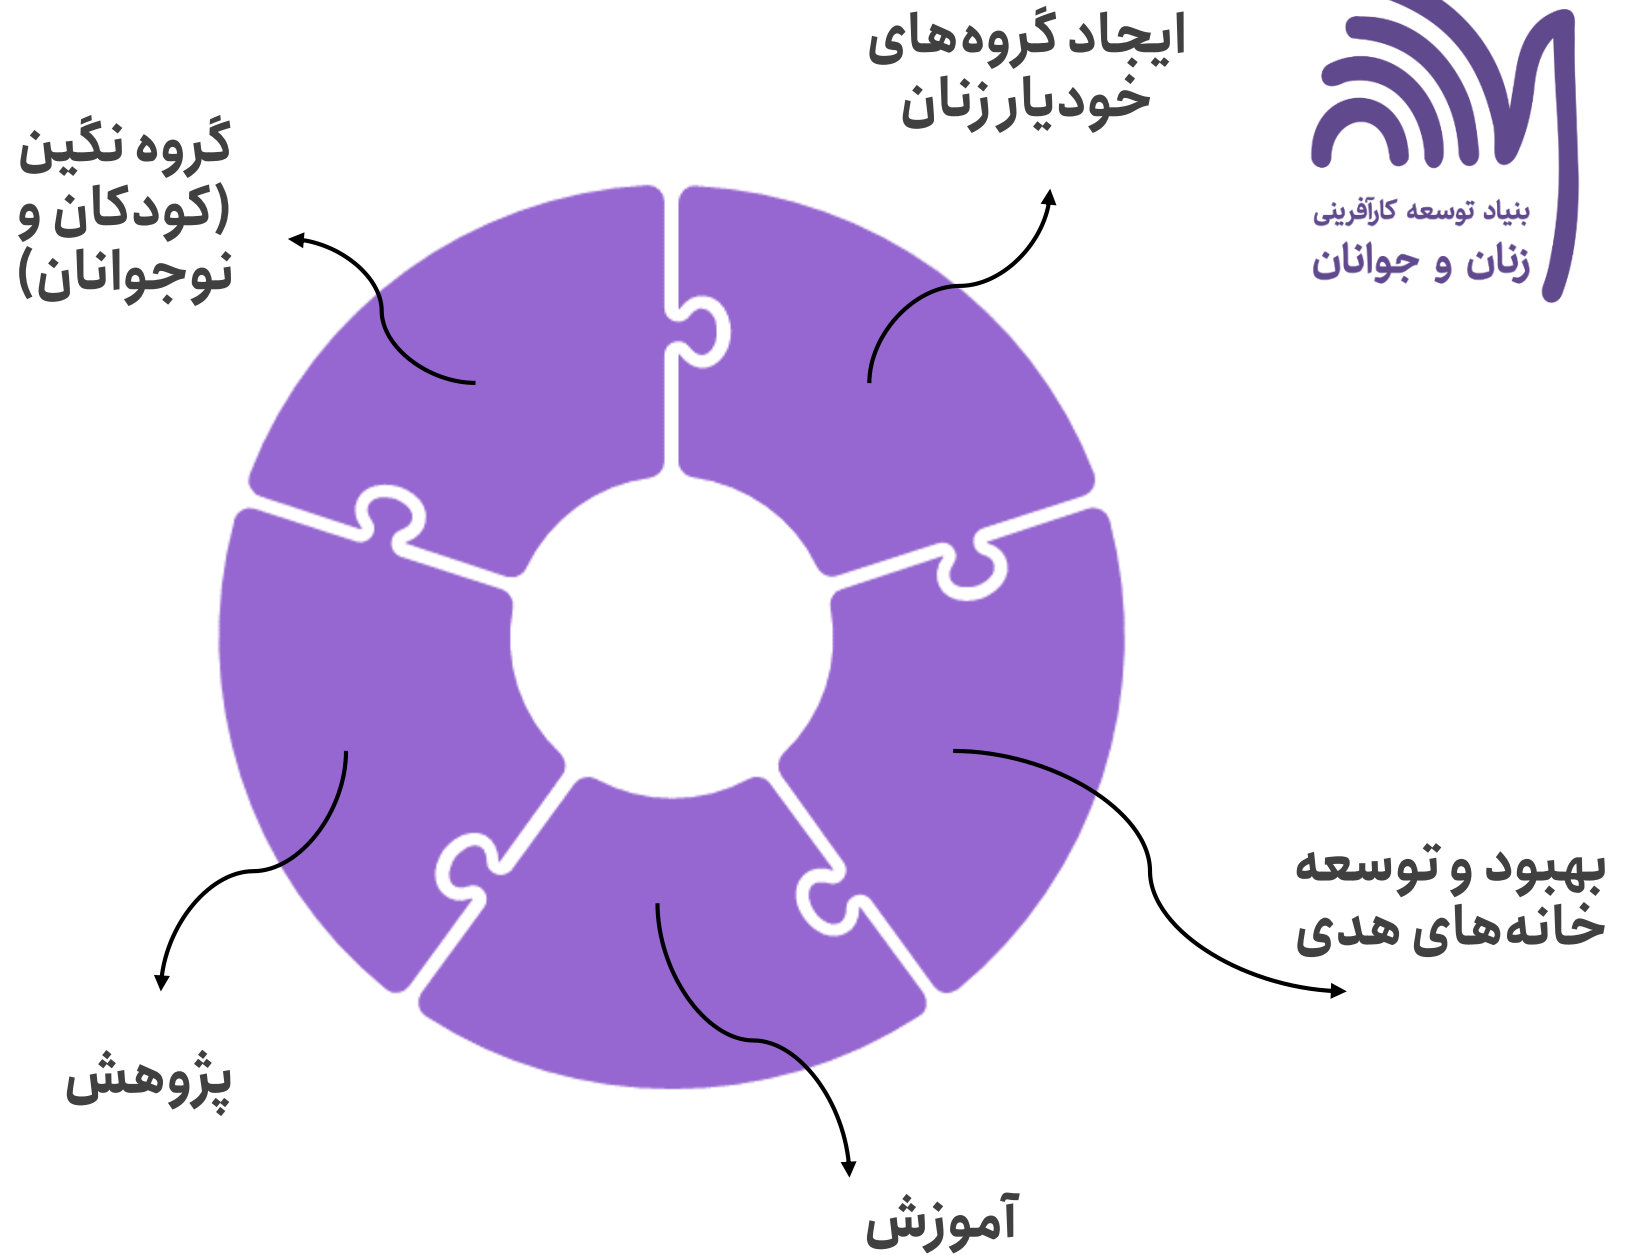 ایجاد گروه‌های
خودیار زنان
بنیاد توسعه کارآفرینی
زنان و جوانان
گروه نگین
(کودکان و
نوجوانان)
بهبود و توسعه
خانه‌های هدی
پژوهش
آموزش